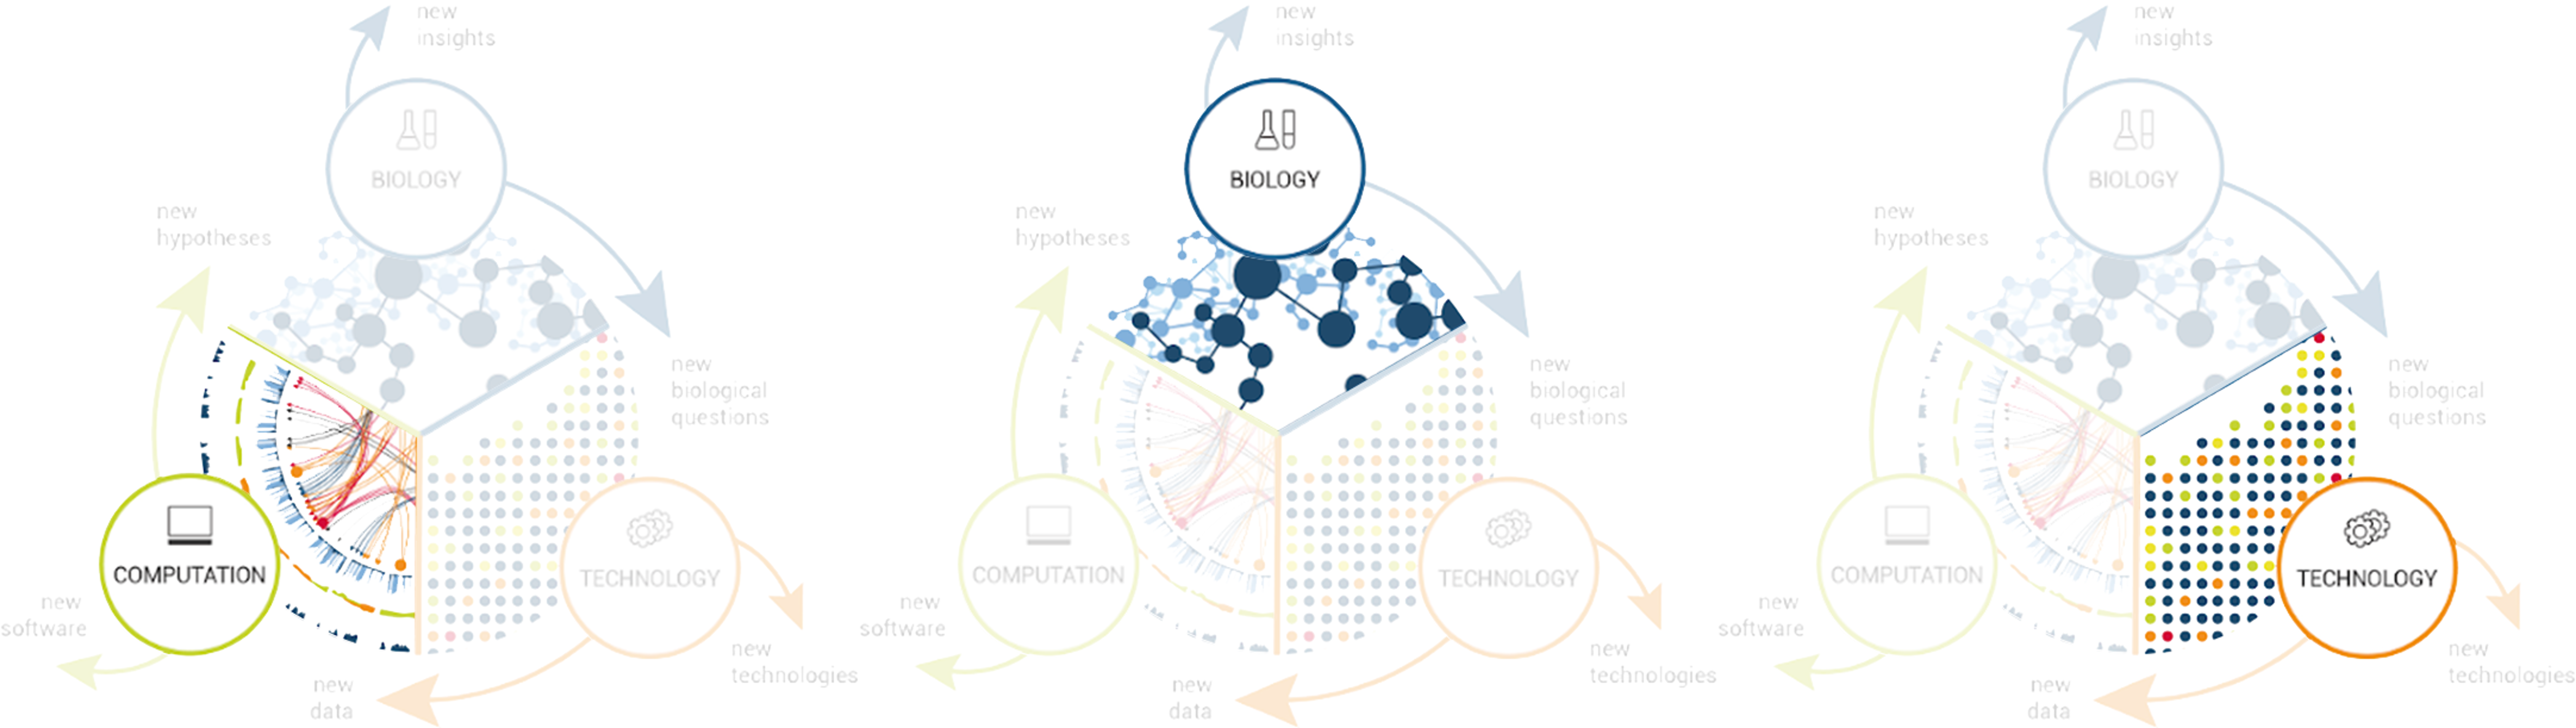 new
insights
BIOLOGY
new
hypotheses
new
biological
questions
COMPUTATION
TECHNOLOGY
new
software
new
technologies
new
data
new
insights
BIOLOGY
new
hypotheses
new
biological
questions
COMPUTATION
TECHNOLOGY
new
software
new
technologies
new
data
new
insights
BIOLOGY
new
hypotheses
new
biological
questions
COMPUTATION
TECHNOLOGY
new
software
new
technologies
new
data